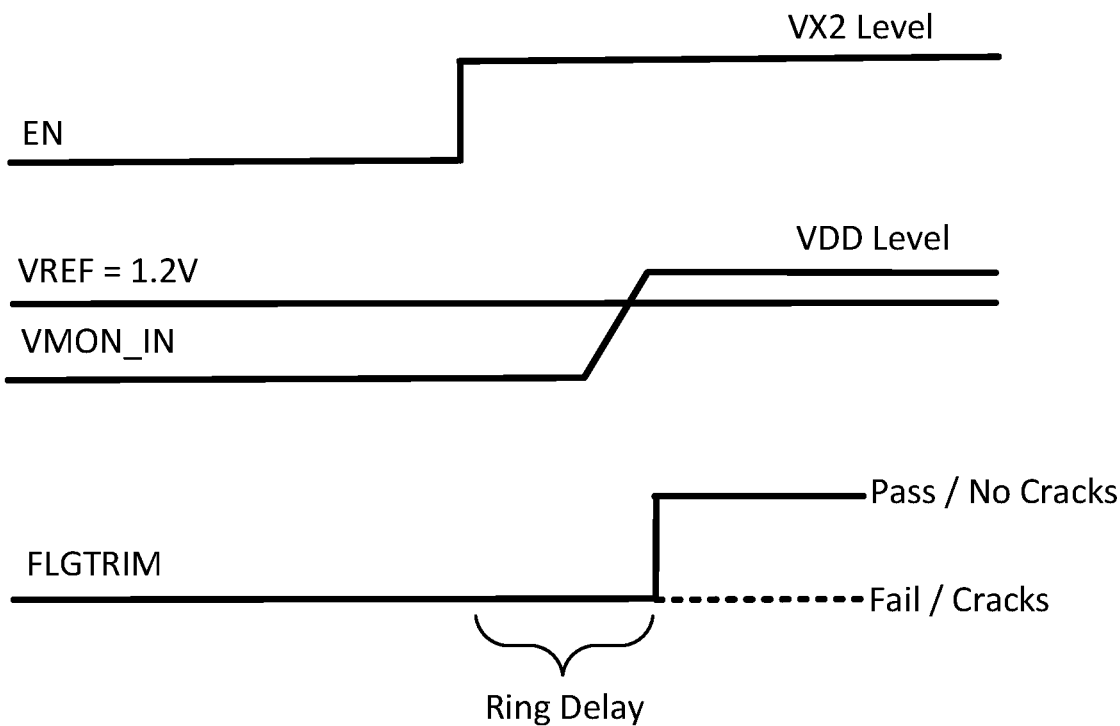 VX2 Level
EN
VDD Level
VREF = 1.2V
VMON_IN
Pass / No Cracks
FLGTRIM
Fail / Cracks
Ring Delay